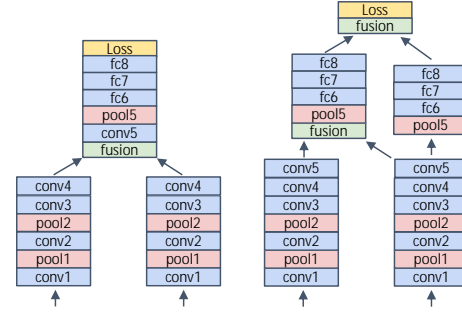 Loss
fc8
fc7
fc6
pool5
conv5
fusion
conv4
conv3
pool2
conv2
pool1
conv1
conv4
conv3
pool2
conv2
pool1
conv1
Loss
fusion
fc8
fc7
fc6
pool5
fusion
fc8
fc7
fc6
pool5
conv5
conv4
conv3
pool2
conv2
pool1
conv1
conv5
conv4
conv3
pool2
conv2
pool1
conv1